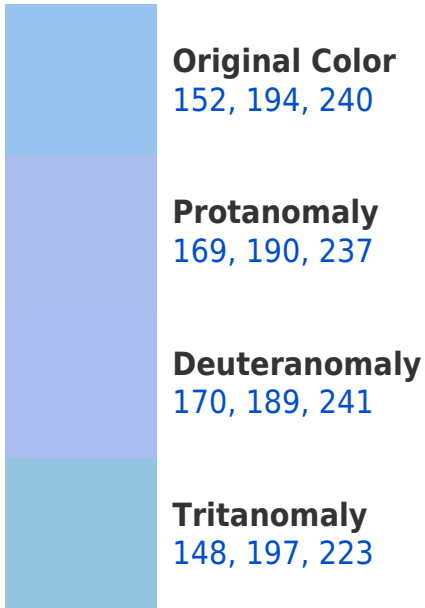 Original Color
152, 194, 240
Protanomaly
169, 190, 237
Deuteranomaly
170, 189, 241
Tritanomaly
148, 197, 223